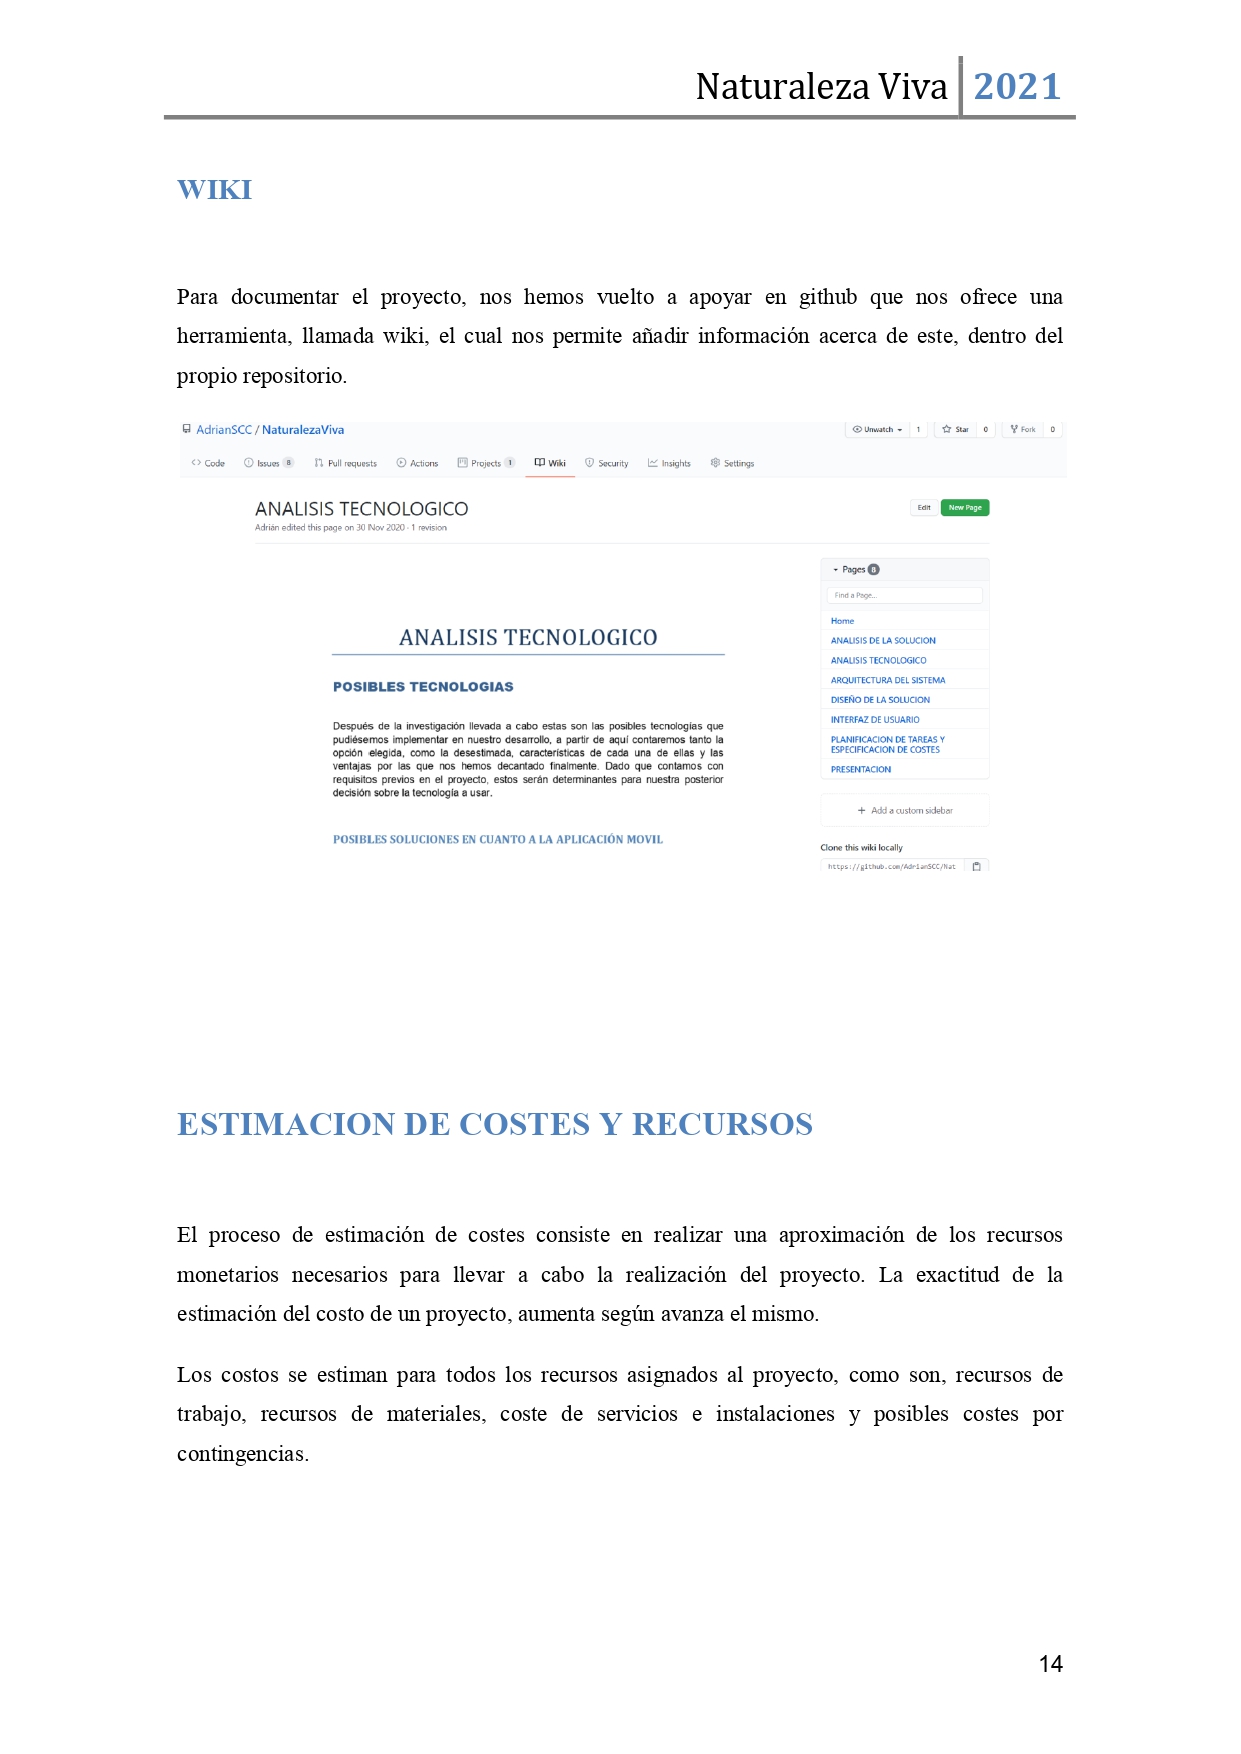 Naturaleza Viva 2021
WIKI
Para documentar el proyecto, nos hemos vuelto a apoyar en github que nos ofrece una
herramienta, llamada wiki, el cual nos permite añadir información acerca de este, dentro del
propio repositorio.
AdrianSCC / NaturalezaViva
Unwatch 1 Star 0 Fork 0
Code Issues 8 Pull requests Actions Projects 1 Wiki Security Insights Settings
ANALISIS TECNOLOGICO
Edit New Page
Adrián edited this page on 30 Nov 2020 · 1 revision
ANALISIS TECNOLOGICO
POSIBLES TECNOLOGIAS
Después de la investigación llevada a cabo estas son las posibles tecnologías que
pudiésemos implementar en nuestro desarrollo, a partir de aquí contaremos tanto la
opción elegida, como la desestimada, características de cada una de ellas y las
ventajas por las que nos hemos decantado finalmente. Dado que contamos con
requisitos previos en el proyecto, estos serán determinantes para nuestra posterior
decisión sobre la tecnología a usar.
POSIBLES SOLUCIONES EN CUANTO A LA APLICACIÓN MOVIL
Pages 8
Find a Page...
Home
ANALISIS DE LA SOLUCION
ANALISIS TECNOLOGICO
ARQUITECTURA DEL SISTEMA
DISEÑO DE LA SOLUCION
INTERFAZ DE USUARIO
PLANIFICACION DE TAREAS Y
ESPECIFICACION DE COSTES
PRESENTACION
+ Add a custom sidebar
Clone this wiki locally
https://github.com/AdrianSCC/Nat
ESTIMACION DE COSTES Y RECURSOS
El proceso de estimación de costes consiste en realizar una aproximación de los recursos
monetarios necesarios para llevar a cabo la realización del proyecto. La exactitud de la
estimación del costo de un proyecto, aumenta según avanza el mismo.
Los costos se estiman para todos los recursos asignados al proyecto, como son, recursos de
trabajo, recursos de materiales, coste de servicios e instalaciones y posibles costes por
contingencias.
14